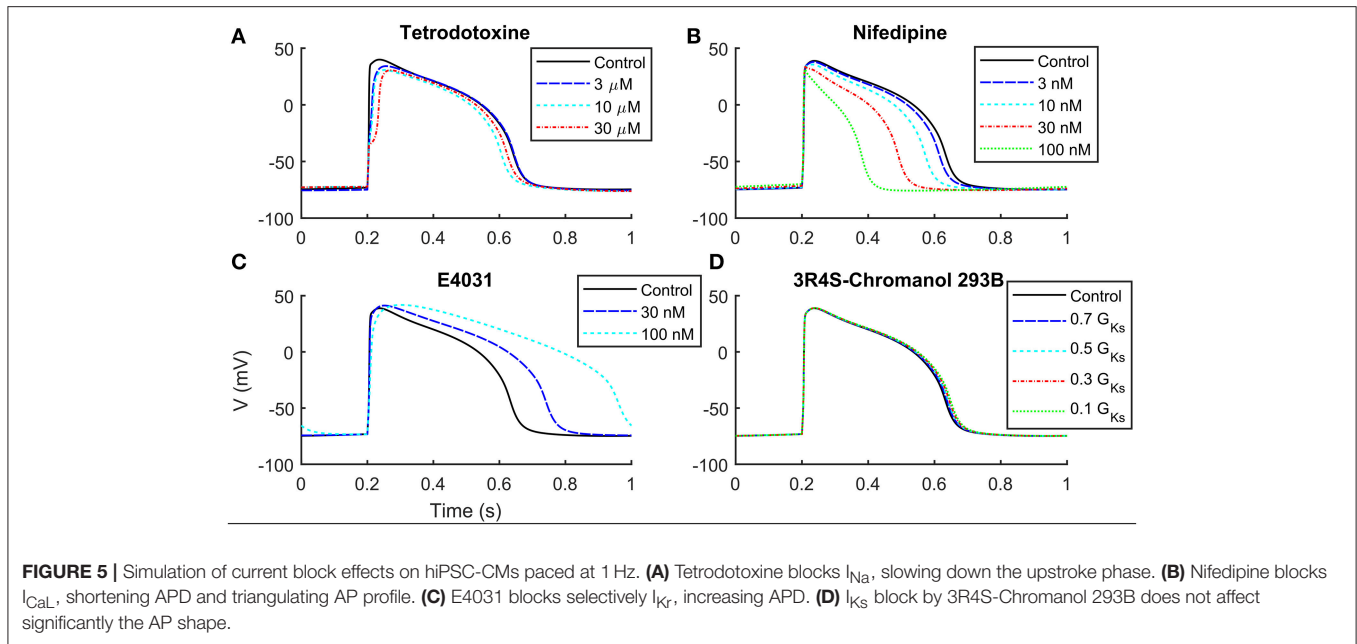 A
Tetrodotoxine
50
0
-50
-100
0 0.2 0.4 0.6 0.8 1
Control
3 μM
10 μM
30 μM
B
Nifedipine
50
0
-50
-100
0 0.2 0.4 0.6 0.8 1
Control
3 nM
10 nM
30 nM
100 nM
C
E4031
50
0
-50
-100
V (mV)
0 0.2 0.4 0.6 0.8 1
Time (s)
Control
30 nM
100 nM
D
3R4S-Chromanol 293B
50
0
-50
-100
0 0.2 0.4 0.6 0.8 1
Control
0.7 GKs
0.5 GKs
0.3 GKs
0.1 GKs
FIGURE 5 | Simulation of current block effects on hiPSC-CMs paced at 1 Hz. (A) Tetrodotoxine blocks INa, slowing down the upstroke phase. (B) Nifedipine blocks
ICaL, shortening APD and triangulating AP profile. (C) E4031 blocks selectively IKr, increasing APD. (D) IKs block by 3R4S-Chromanol 293B does not affect
significantly the AP shape.